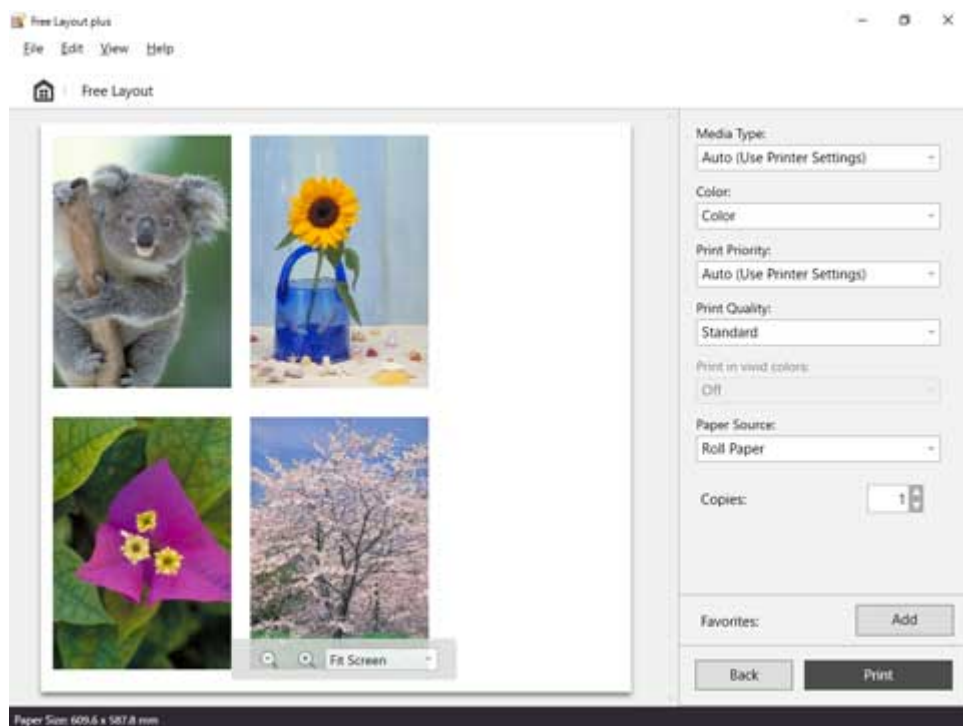 Free Layout plus
File Edit View Help
Free Layout
Media Type:
Auto (Use Printer Settings)
Color:
Color
Print Priority:
Auto (Use Printer Settings)
Print Quality:
Standard
Print in vivid colors:
Off
Paper Source:
Roll Paper
Copies: 1
Favorites: Add
Fit Screen
Back Print
Paper Size: 609.6 x 587.8 mm